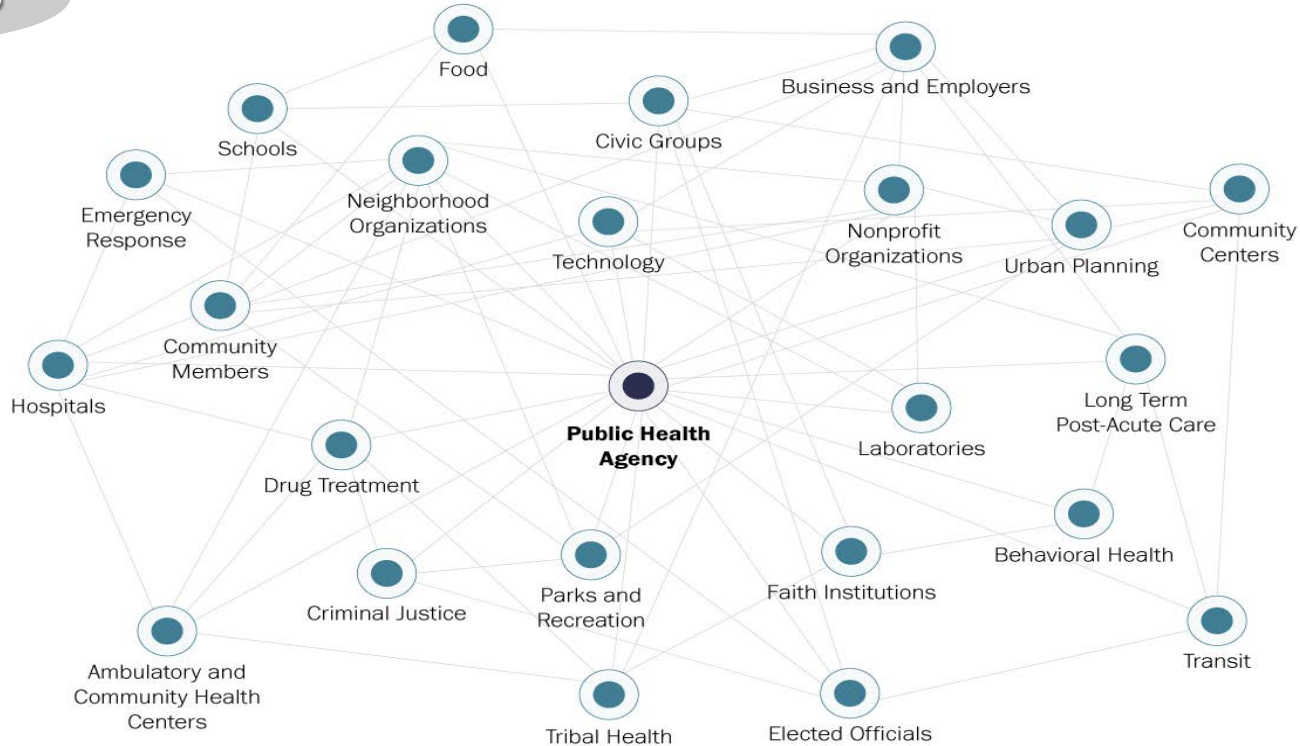 Food
Business and Employers
Schools
Civic Groups
Emergency
Response
Neighborhood
Organizations
Technology
Nonprofit
Organizations
Urban Planning
Community
Centers
Community
Members
Hospitals
Public Health
Agency
Long Term
Post-Acute Care
Laboratories
Drug Treatment
Behavioral Health
Criminal Justice
Parks and
Recreation
Faith Institutions
Ambulatory and
Community Health
Centers
Tribal Health
Elected Officials
Transit